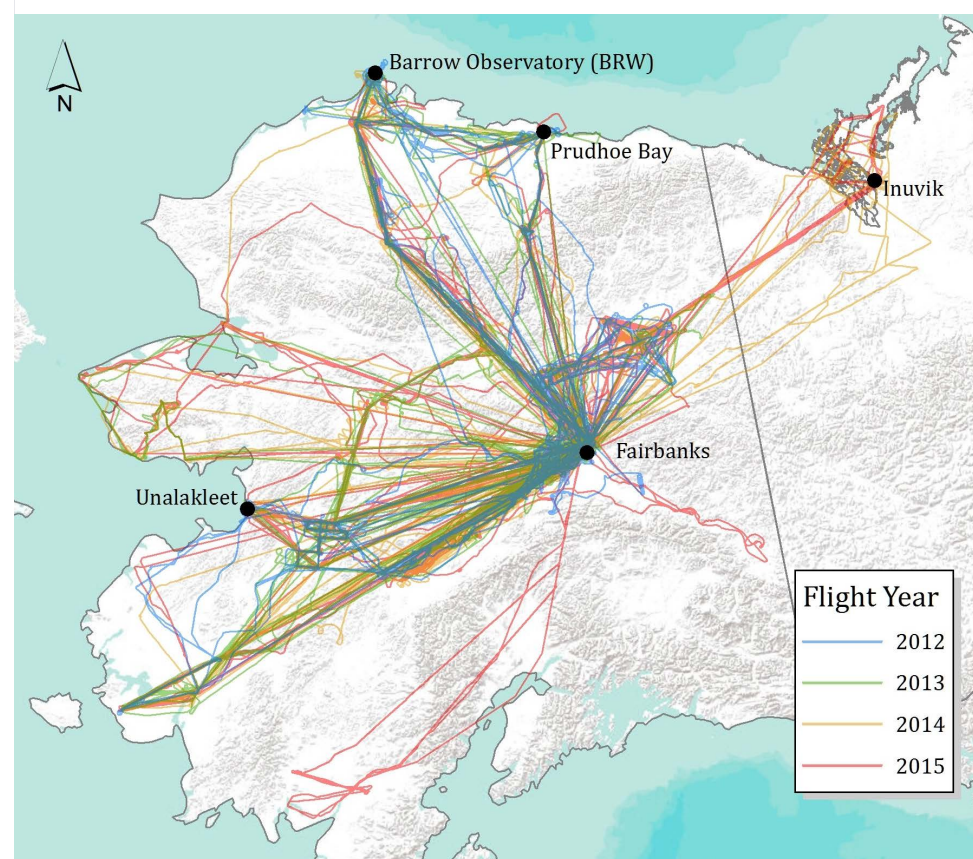 N
Barrow Observatory (BRW)
Prudhoe Bay
Inuvik
Fairbanks
Unalakleet
Flight Year
2012
2013
2014
2015